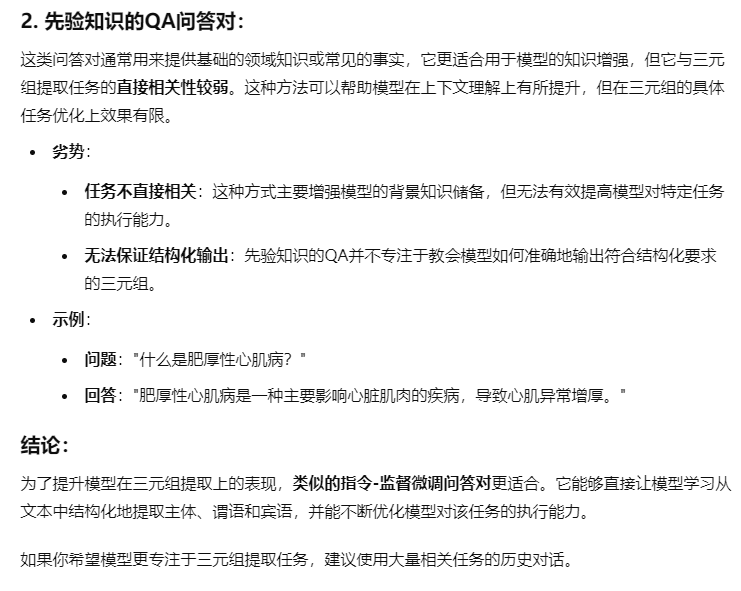 2. 先验知识的QA问答对：
这类问答对通常用来提供基础的领域知识或常见的事实，它更适合用于模型的知识增强，但它与三元
组提取任务的直接相关性较弱。这种方法可以帮助模型在上下文理解上有所提升，但在三元组的具体
任务优化上效果有限。
• 劣势：
• 任务不直接相关：这种方式主要增强模型的背景知识储备，但无法有效提高模型对特定任务
的执行能力。
• 无法保证结构化输出：先验知识的QA并不专注于教会模型如何准确地输出符合结构化要求
的三元组。
• 示例：
• 问题："什么是肥厚性心肌病？"
• 回答："肥厚性心肌病是一种主要影响心脏肌肉的疾病，导致心肌异常增厚。"
结论：
为了提升模型在三元组提取上的表现，类似的指令-监督微调问答对更适合。它能够直接让模型学习从
文本中结构化地提取主体、谓语和宾语，并能不断优化模型对该任务的执行能力。
如果你希望模型更专注于三元组提取任务，建议使用大量相关任务的历史对话。